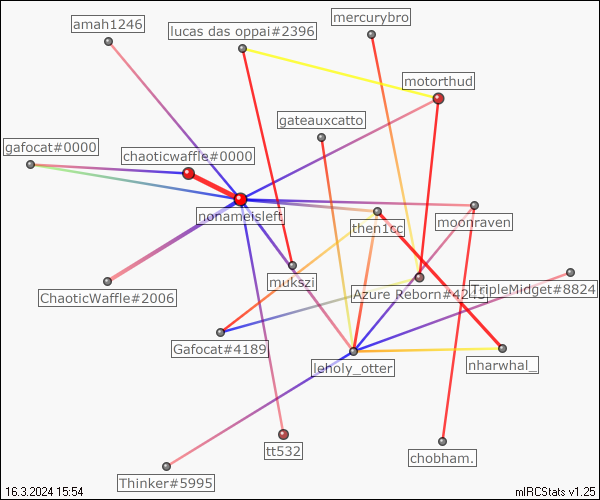 mercurybro
amah1246
lucas das oppai#2396
motorthud
gateauxcatto
gafocat#0000
chaoticwaffle#0000
nonameisleft
then1cc
moonraven
mukszi
ChaoticWaffle#2006
Azure Reborn#4243
TripleMidget#8824
Gafocat#4189
leholy_otter
nharwhal_
tt532
chobham.
Thinker#5995
16.3.2024 15:54
mIRCStats v1.25